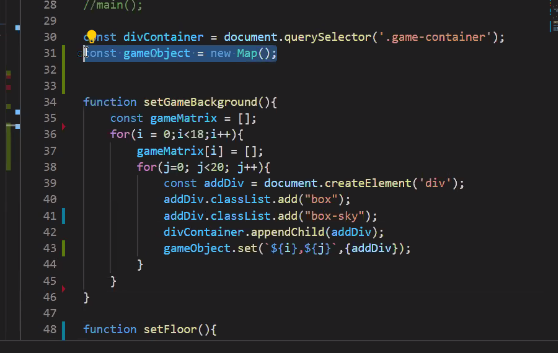 28 //main();
29
30 const divContainer = document.querySelector('.game-container');
31 const gameObject = new Map();
32
33
34 function setGameBackground(){
35 const gameMatrix = [];
36 for(i = 0;i<18;i++){
37 gameMatrix[i] = [];
38 for(j=0; j<20; j++){
39 const addDiv = document.createElement('div');
40 addDiv.classList.add("box");
41 addDiv.classList.add("box-sky");
42 divContainer.appendChild(addDiv);
43 gameObject.set(`${i},${j}`,{addDiv});
44 }
45 }
46 }
47
48 function setFloor(){